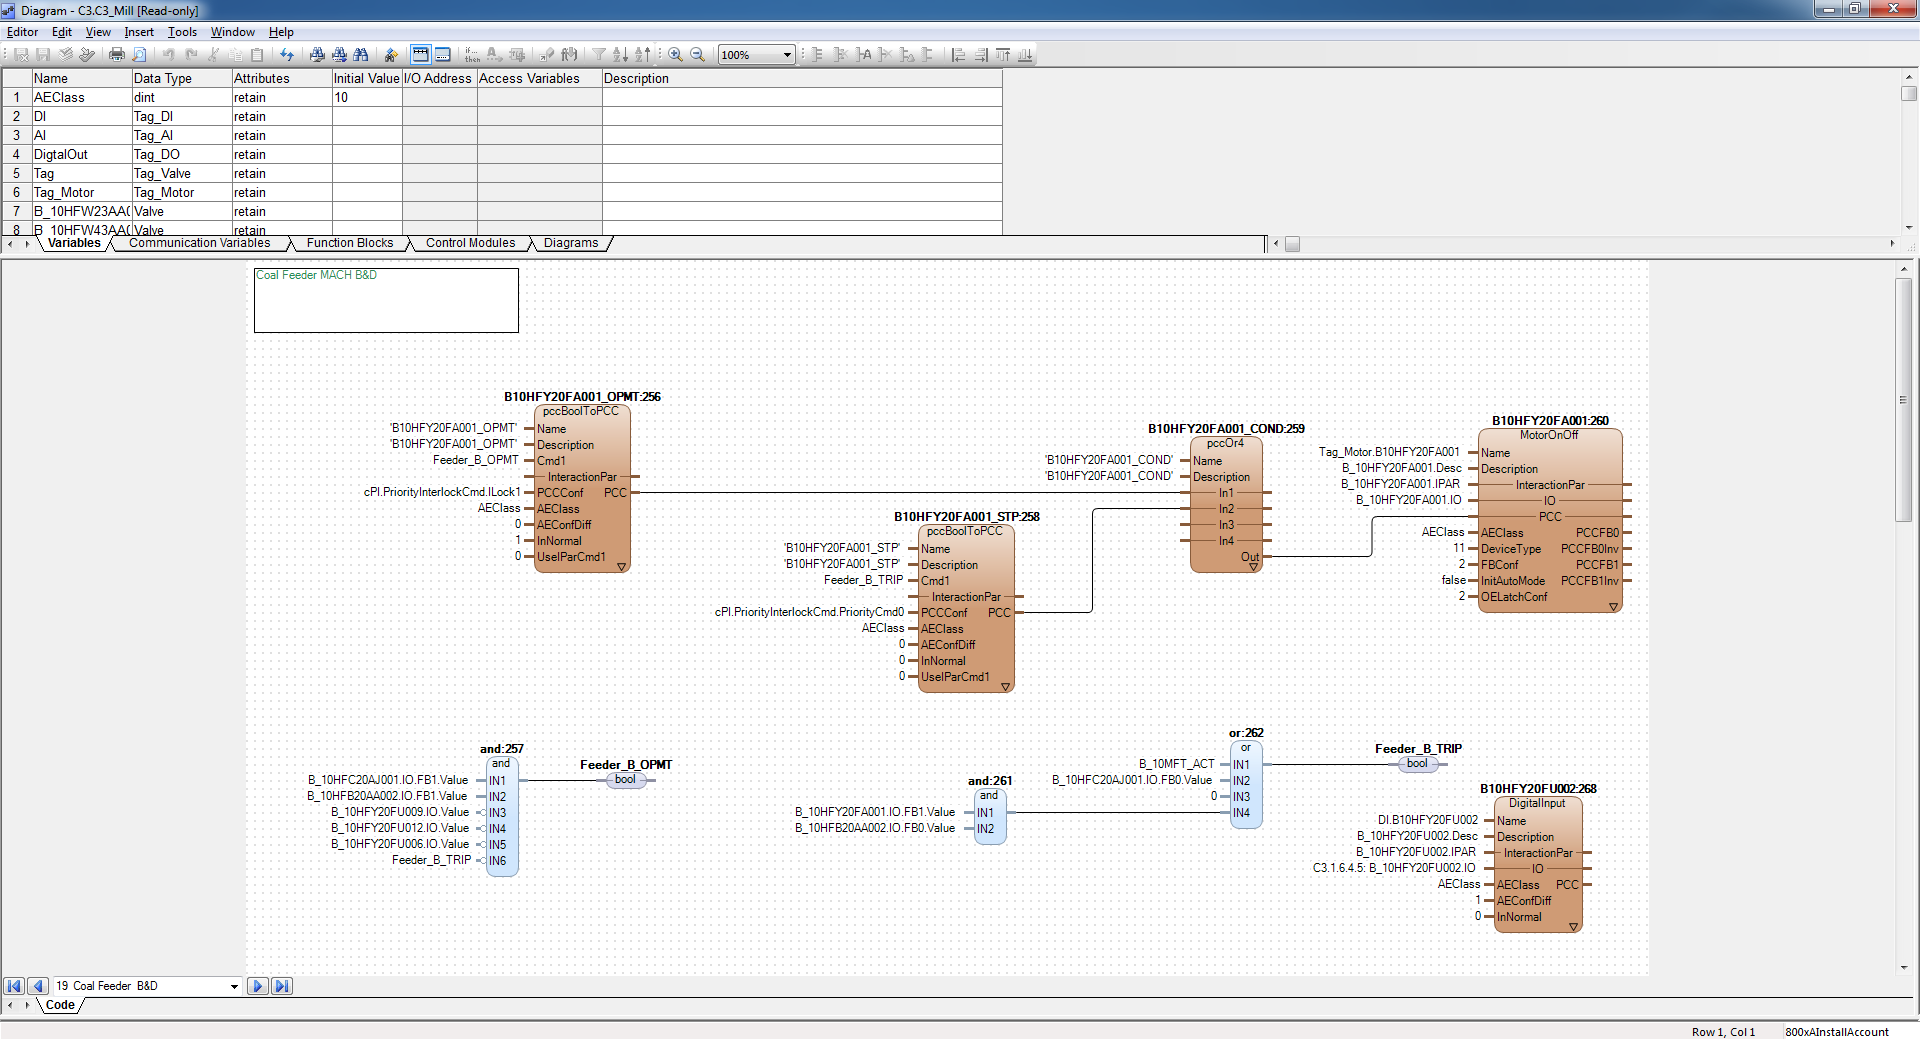 Diagram - C3.C3_Mill [Read-only]
Editor Edit View Insert Tools Window Help
if... then
100%
Name Data Type Attributes Initial Value I/O Address Access Variables Description
1 AEClass dint retain 10
2 DI Tag_DI retain
3 AI Tag_AI retain
4 DigtalOut Tag_DO retain
5 Tag Tag_Valve retain
6 Tag_Motor Tag_Motor retain
7 B_10HFW23AA( Valve retain
8 B_10HFW43AA( Valve retain
Variables Communication Variables Function Blocks Control Modules Diagrams
Coal Feeder MACH B&D
B10HFY20FA001_OPMT:256
pccBoolToPCC
'B10HFY20FA001_OPMT' Name
'B10HFY20FA001_OPMT' Description
Feeder_B_OPMT Cmd1
InteractionPar
cPI.PriorityInterlockCmd.ILock1 PCCConf PCC
AEClass AEClass
0 AEConfDiff
1 InNormal
0 UseIParCmd1
B10HFY20FA001_STP:258
pccBoolToPCC
'B10HFY20FA001_STP' Name
'B10HFY20FA001_STP' Description
Feeder_B_TRIP Cmd1
InteractionPar
cPI.PriorityInterlockCmd.PriorityCmd0 PCCConf PCC
AEClass AEClass
0 AEConfDiff
0 InNormal
0 UseIParCmd1
B10HFY20FA001_COND:259
pccOr4
'B10HFY20FA001_COND' Name
'B10HFY20FA001_COND' Description
In1
In2
In3
In4
Out
B10HFY20FA001:260
MotorOnOff
Tag_Motor.B10HFY20FA001 Name
B_10HFY20FA001.Desc Description
B_10HFY20FA001.IPAR InteractionPar
B_10HFY20FA001.IO IO
PCC
AEClass AEClass PCCFB0
11 DeviceType PCCFB0Inv
2 FBConf PCCFB1
false InitAutoMode PCCFB1Inv
2 OELatchConf
and:257
and
B_10HFC20AJ001.IO.FB1.Value IN1
B_10HFB20AA002.IO.FB1.Value IN2
B_10HFY20FU009.IO.Value IN3
B_10HFY20FU012.IO.Value IN4
B_10HFY20FU006.IO.Value IN5
Feeder_B_TRIP IN6
Feeder_B_OPMT
bool
and:261
and
B_10HFY20FA001.IO.FB1.Value IN1
B_10HFB20AA002.IO.FB0.Value IN2
or:262
or
B_10MFT_ACT IN1
B_10HFC20AJ001.IO.FB0.Value IN2
0 IN3
IN4
Feeder_B_TRIP
bool
B10HFY20FU002:268
DigitalInput
DI.B10HFY20FU002 Name
B_10HFY20FU002.Desc Description
B_10HFY20FU002.IPAR InteractionPar
C3.1.6.4.5: B_10HFY20FU002.IO IO
AEClass AEClass PCC
1 AEConfDiff
0 InNormal
19 Coal Feeder B&D
Code
Row 1, Col 1 800xAInstallAccount